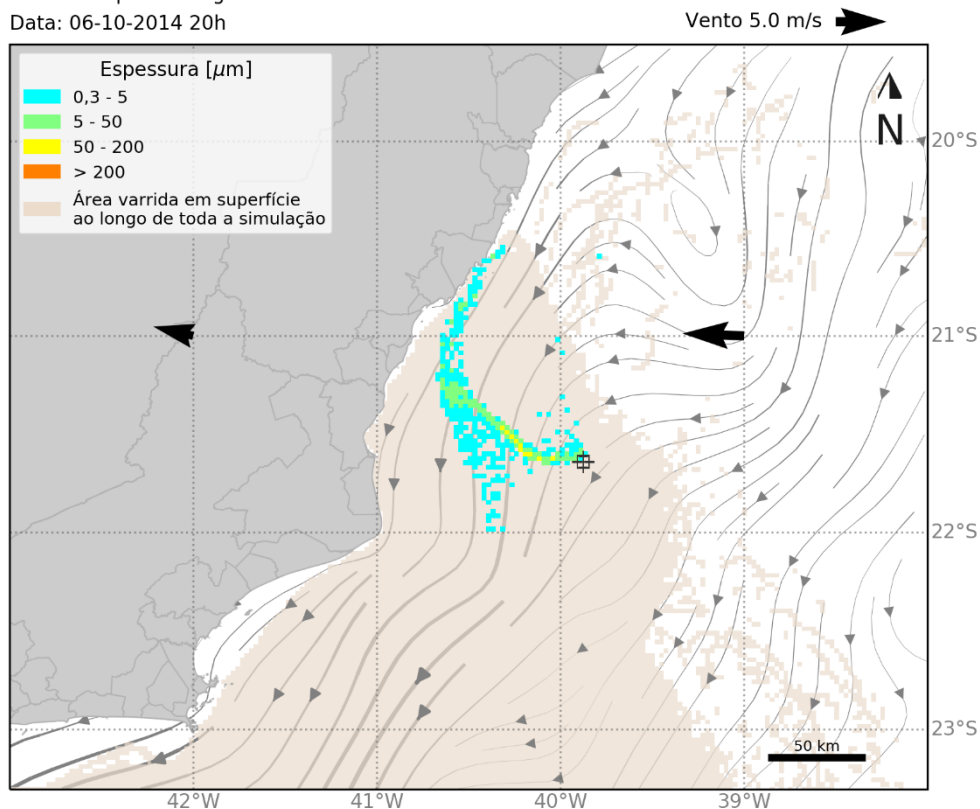 Data: 06-10-2014 20h
Vento 5.0 m/s
Espessura [μm]
0,3 - 5
5 - 50
50 - 200
> 200
Área varrida em superfície
ao longo de toda a simulação
N
20°S
21°S
22°S
23°S
50 km
42°W
41°W
40°W
39°W